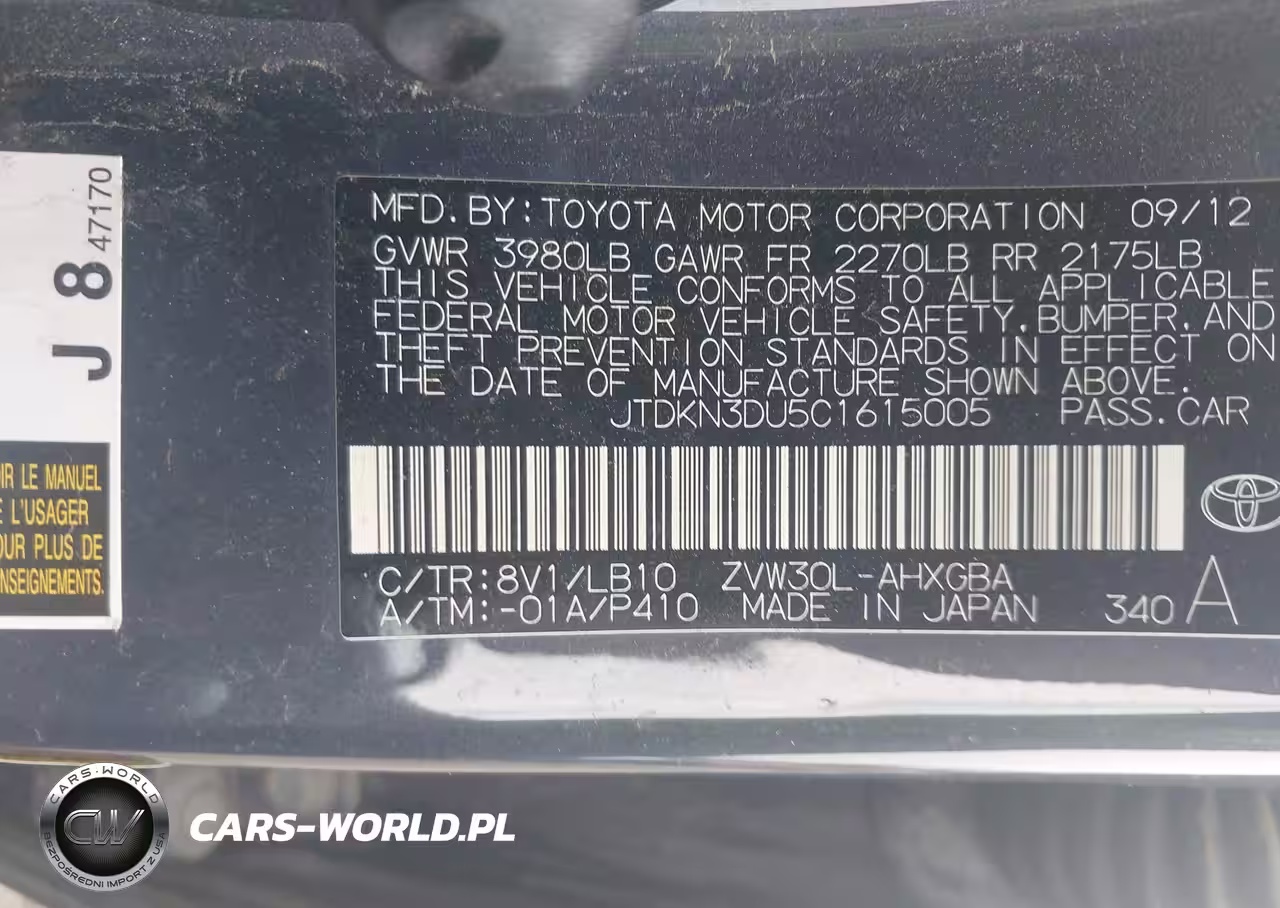 J 8 47170
MFD. BY: TOYOTA MOTOR CORPORATION 09/12
GVWR 3980LB GAWR FR 2270LB RR 2175LB
THIS VEHICLE CONFORMS TO ALL APPLICABLE
FEDERAL MOTOR VEHICLE SAFETY, BUMPER, AND
THEFT PREVENTION STANDARDS IN EFFECT ON
THE DATE OF MANUFACTURE SHOWN ABOVE.
JTDKN3DU5C1615005 PASS. CAR
IR LE MANUEL
E L'USAGER
OUR PLUS DE
NSEIGNEMENTS.
C/TR: 8V1/LB10 ZVW30L-AHXGBA
A/TM: -01A/P410 MADE IN JAPAN 340 A
CARS-WORLD
CW
BEZPOŚREDNI IMPORT Z USA
CARS-WORLD.PL